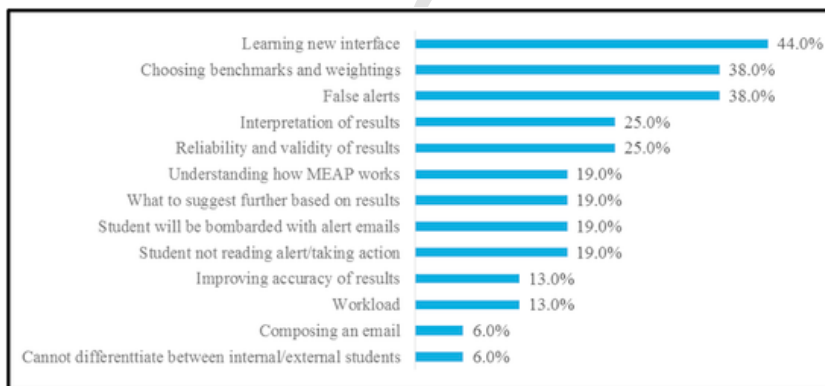 Learning new interface 44.0%
Choosing benchmarks and weightings 38.0%
False alerts 38.0%
Interpretation of results 25.0%
Reliability and validity of results 25.0%
Understanding how MEAP works 19.0%
What to suggest further based on results 19.0%
Student will be bombarded with alert emails 19.0%
Student not reading alert/taking action 19.0%
Improving accuracy of results 13.0%
Workload 13.0%
Composing an email 6.0%
Cannot differenttiate between internal/external students 6.0%